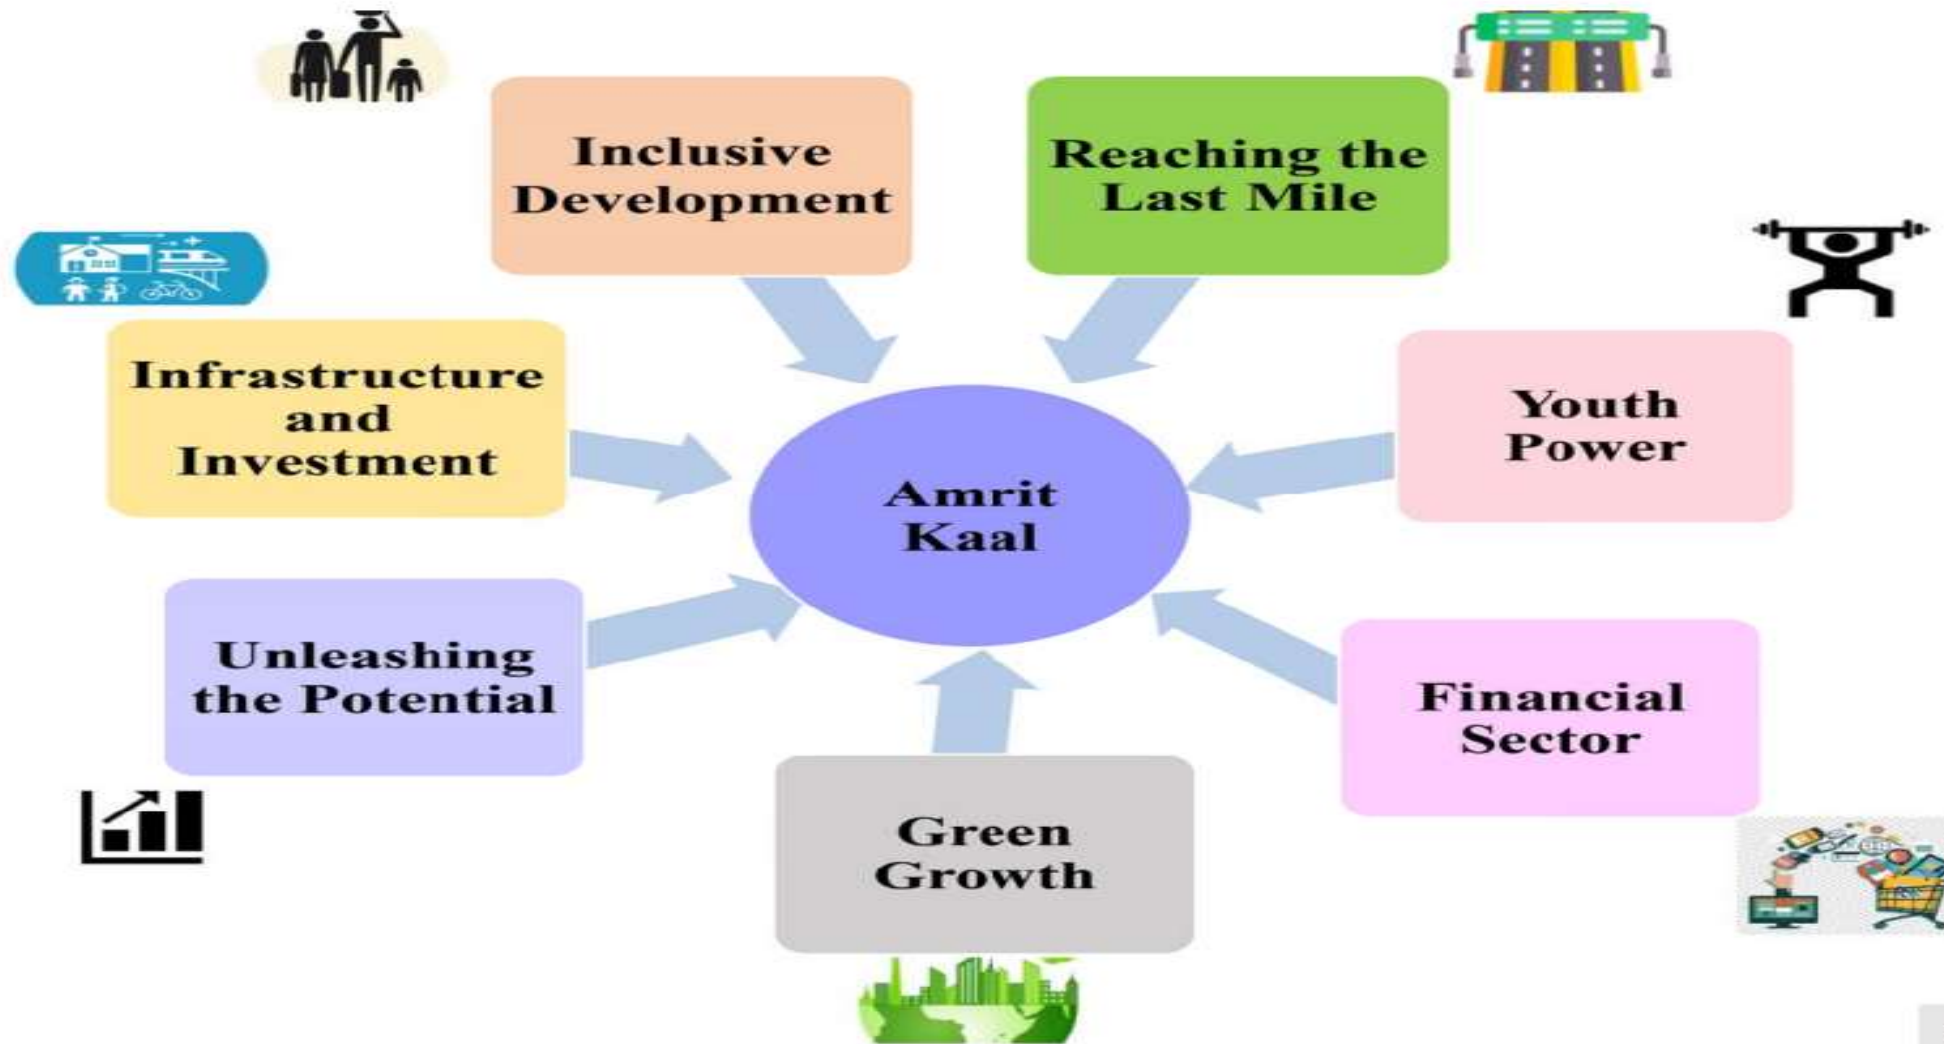 Inclusive
Development
Reaching the
Last Mile
Infrastructure
and
Investment
Youth
Power
Amrit
Kaal
Unleashing
the Potential
Financial
Sector
Green
Growth